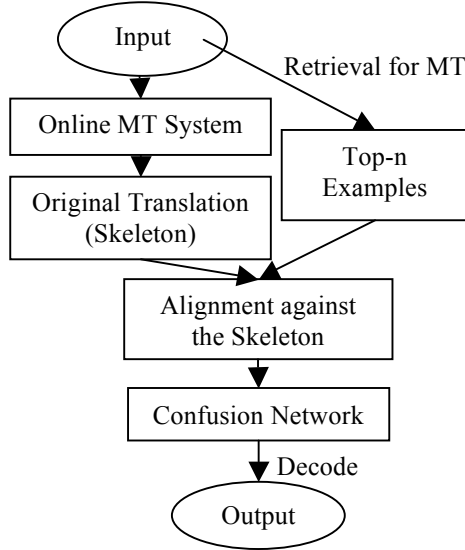 Input
Retrieval for MT
Online MT System
Top-n
Examples
Original Translation
(Skeleton)
Alignment against
the Skeleton
Confusion Network
Decode
Output